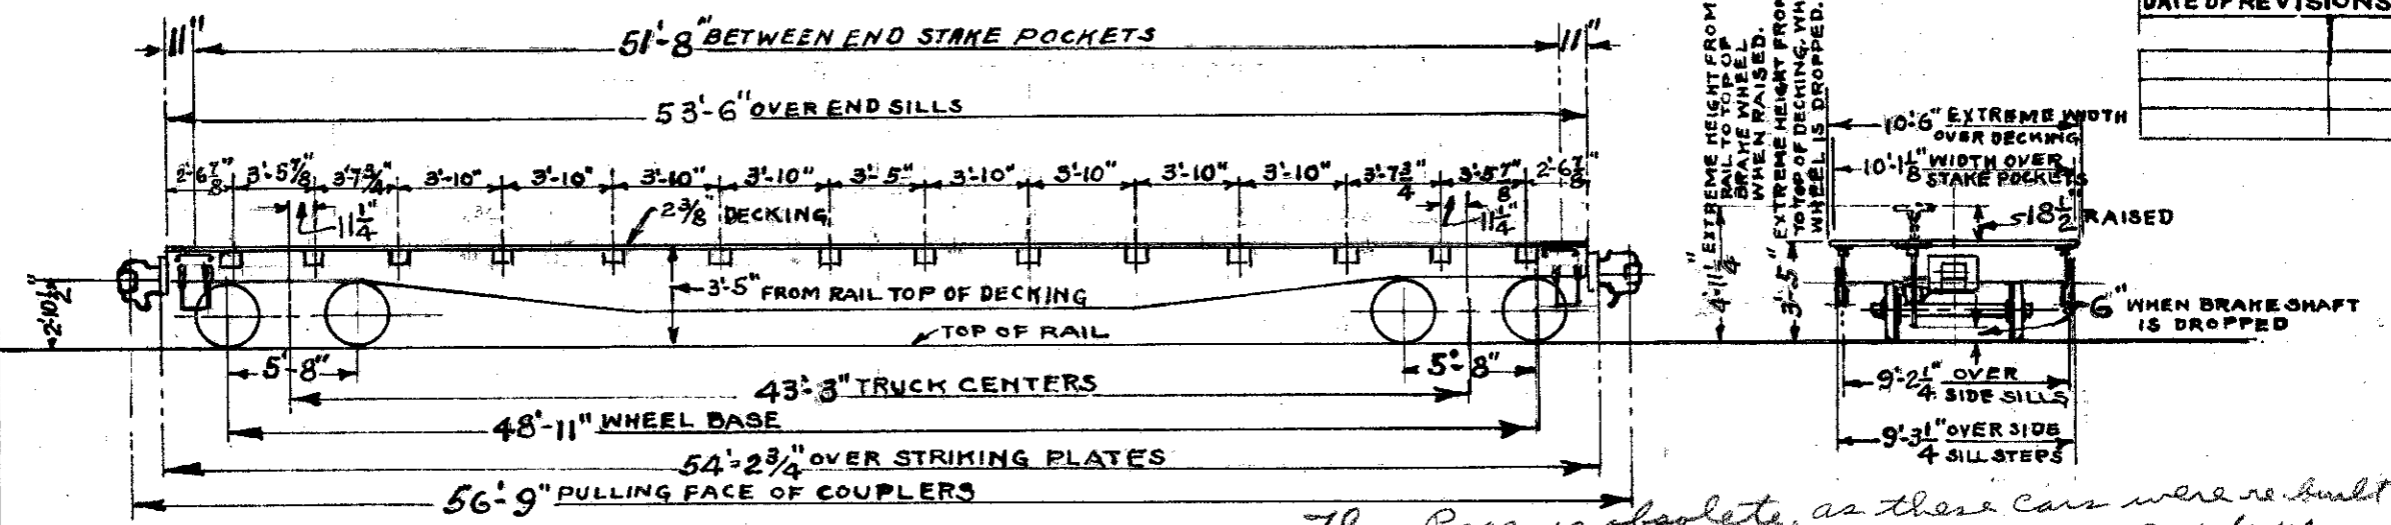 DATE OF REVISIONS
11" 51'-8" BETWEEN END STAKE POCKETS 11"
53'-6" OVER END SILLS
2'-6 7/8" 3'-5 7/8" 3'-7 3/4" 3'-10" 3'-10" 3'-10" 3'-10" 3'-5" 3'-10" 3'-10" 3'-10" 3'-10" 3'-7 3/4" 3'-5 7/8" 2'-6 7/8"
11 1/4" 2 3/8" DECKING 11 1/4"
3'-5" FROM RAIL TOP OF DECKING
2'-10 1/2"
TOP OF RAIL
5'-8" 5'-8"
43'-3" TRUCK CENTERS
48'-11" WHEEL BASE
54'-2 3/4" OVER STRIKING PLATES
56'-9" PULLING FACE OF COUPLERS
4'-11 1/4" EXTREME HEIGHT FROM
RAIL TO TOP OF
BRAKE WHEEL
WHEN RAISED.
3'-5" EXTREME HEIGHT FROM
TO TOP OF DECKING, WH
WHEEL IS DROPPED.
10'-6" EXTREME WIDTH
OVER DECKING
10'-1 1/8" WIDTH OVER
STAKE POCKETS
18 1/2" RAISED
6" WHEN BRAKE SHAFT
IS DROPPED
9'-2 1/4" OVER
SIDE SILLS
9'-3 1/4" OVER SIDE
SILL STEPS
obsolete, as these cars were re-built